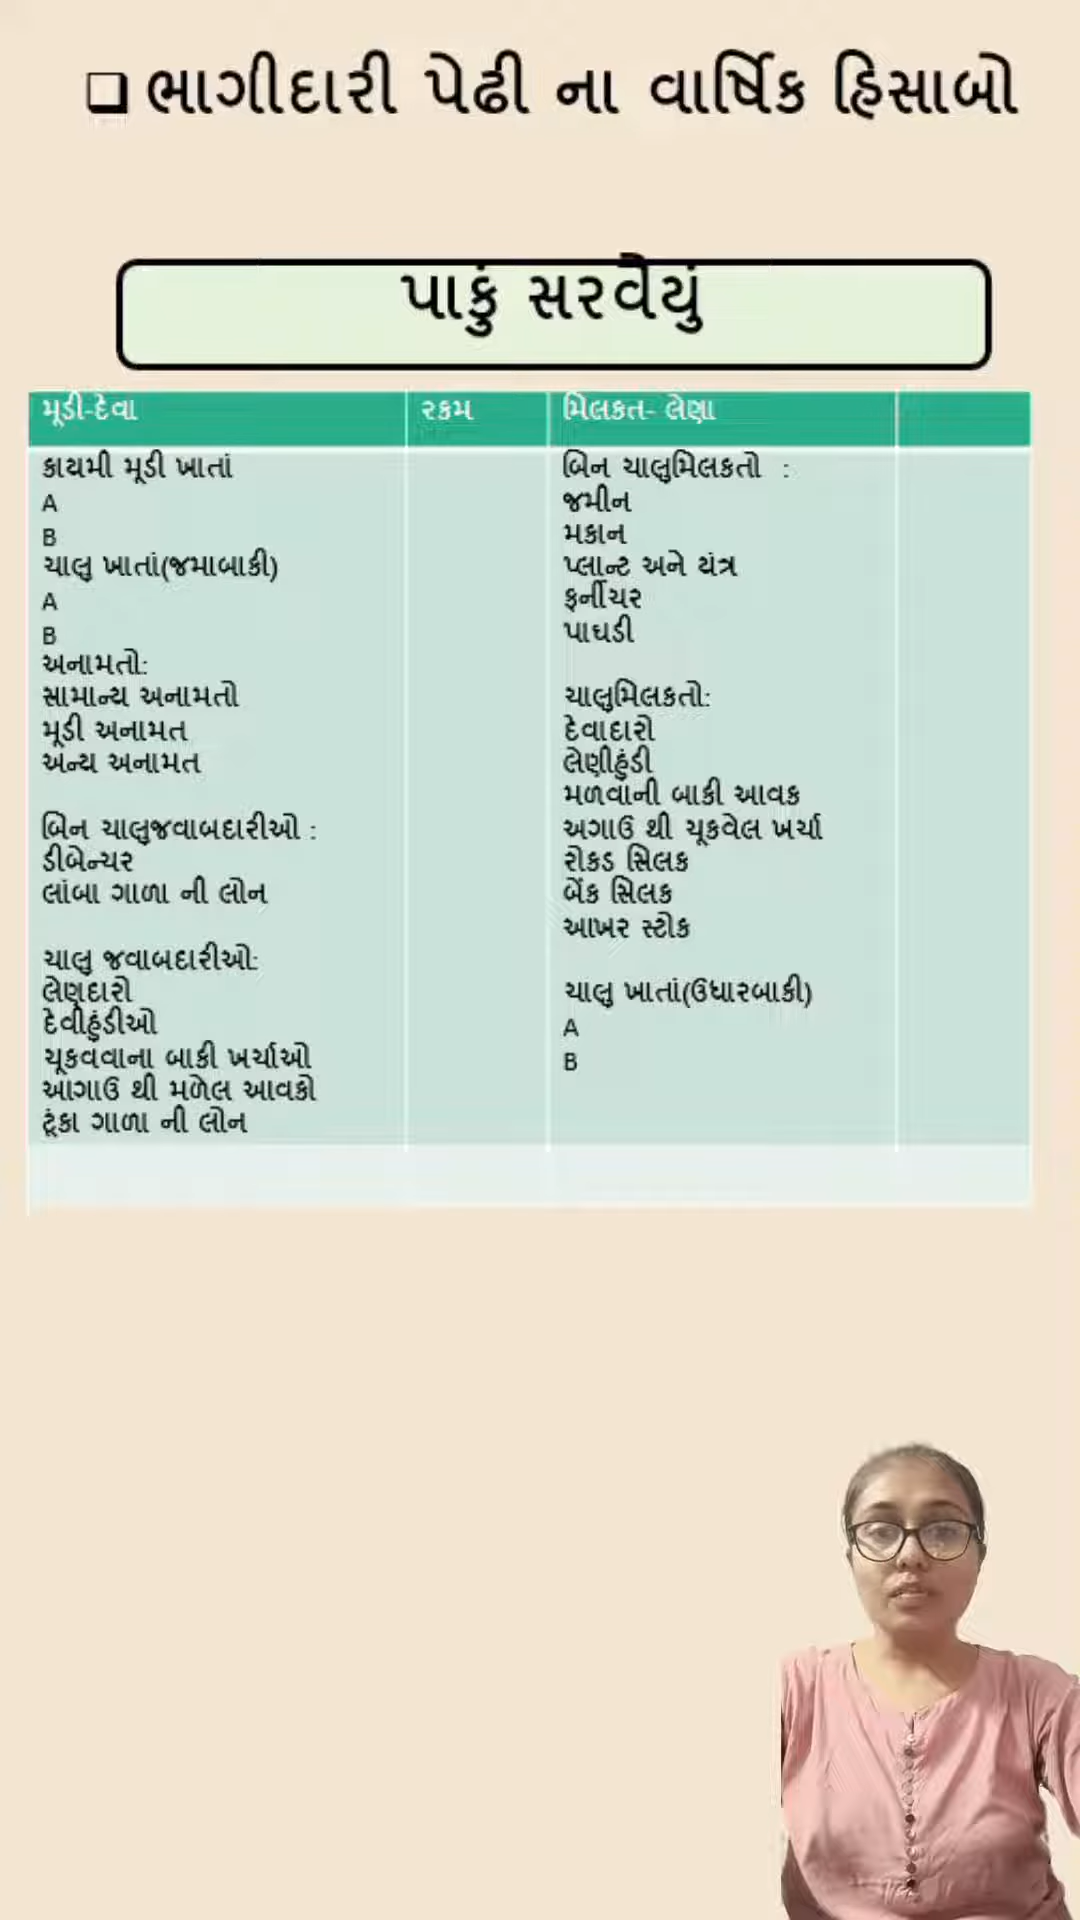 ❑ ભાગીદારી પેઢી ના વાર્ષિક હિસાબો
પાકું સરવૈયું
મૂડી-દેવા
રકમ
મિલકત- લેણા
કાયમી મૂડી ખાતાં
A
B
ચાલુ ખાતાં(જમાબાકી)
A
B
અનામતો:
સામાન્ય અનામતો
મૂડી અનામત
અન્ય અનામત
બિન ચાલુજવાબદારીઓ :
ડીબેન્ચર
લાંબા ગાળા ની લોન
ચાલુ જવાબદારીઓ:
લેણદારો
દેવીહુંડીઓ
ચૂકવવાના બાકી ખર્ચાઓ
આગાઉ થી મળેલ આવકો
ટૂંકા ગાળા ની લોન
બિન ચાલુમિલકતો :
જમીન
મકાન
પ્લાન્ટ અને યંત્ર
ફર્નીચર
પાઘડી
ચાલુમિલકતો:
દેવાદારો
લેણીહુંડી
મળવાની બાકી આવક
અગાઉ થી ચૂકવેલ ખર્ચા
રોકડ સિલક
બેંક સિલક
આખર સ્ટોક
ચાલુ ખાતાં(ઉધારબાકી)
A
B